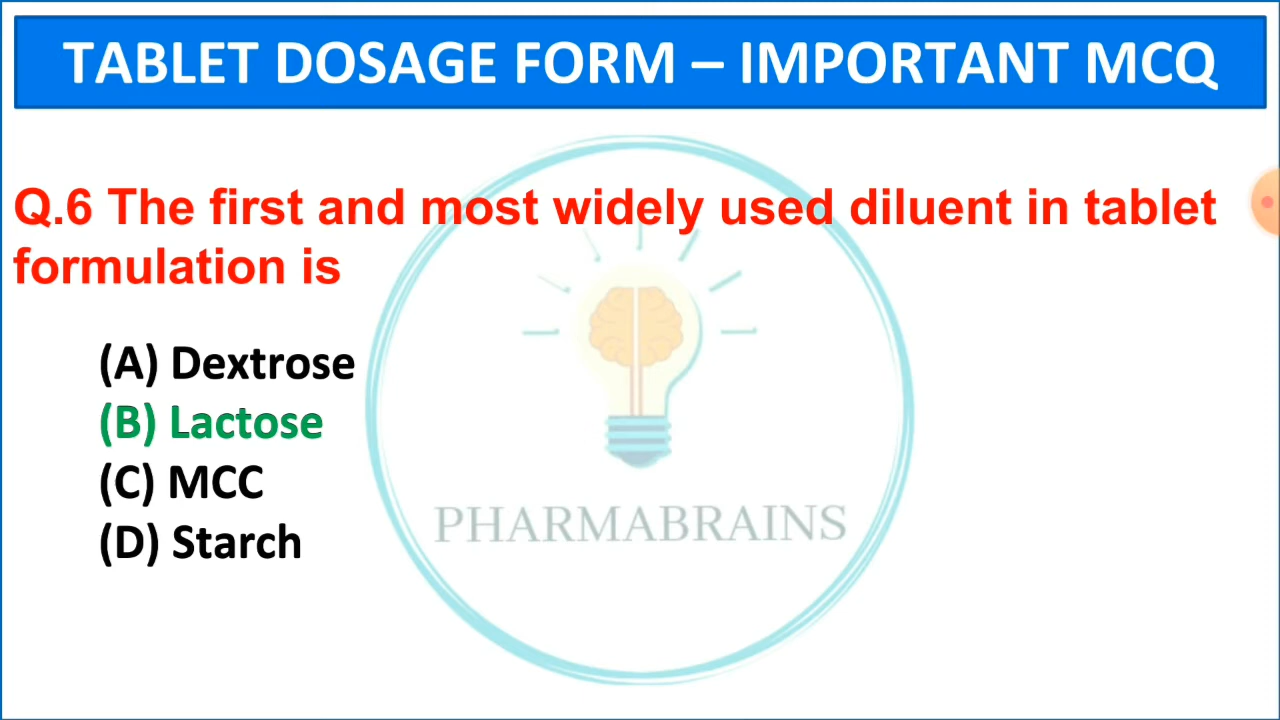 TABLET DOSAGE FORM – IMPORTANT MCQ
Q.6 The first and most widely used diluent in tablet
formulation is
(A) Dextrose
(B) Lactose
(C) MCC
(D) Starch
PHARMABRAINS